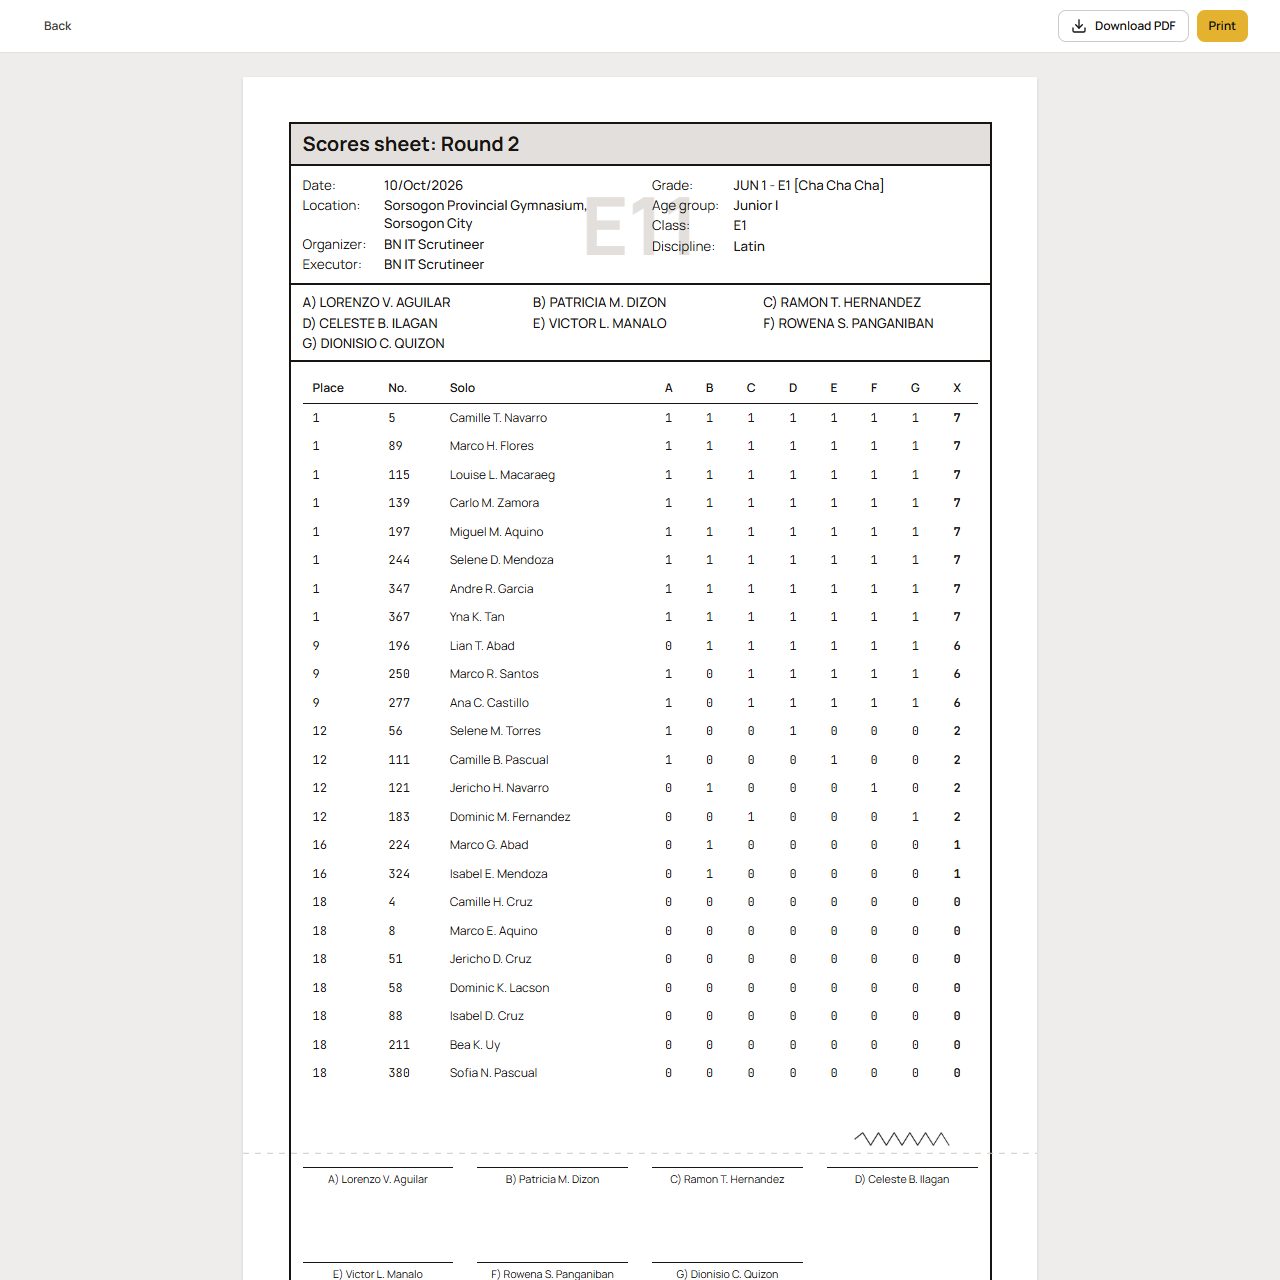 Back
Download PDF
Print
Scores sheet: Round 2
Date: 10/Oct/2026
Location: Sorsogon Provincial Gymnasium, Sorsogon City
Organizer: BN IT Scrutineer
Executor: BN IT Scrutineer
E11
Grade: JUN 1 - E1 [Cha Cha Cha]
Age group: Junior I
Class: E1
Discipline: Latin
A) LORENZO V. AGUILAR B) PATRICIA M. DIZON C) RAMON T. HERNANDEZ
D) CELESTE B. ILAGAN E) VICTOR L. MANALO F) ROWENA S. PANGANIBAN
G) DIONISIO C. QUIZON
Place No. Solo A B C D E F G X
1 5 Camille T. Navarro 1 1 1 1 1 1 1 7
1 89 Marco H. Flores 1 1 1 1 1 1 1 7
1 115 Louise L. Macaraeg 1 1 1 1 1 1 1 7
1 139 Carlo M. Zamora 1 1 1 1 1 1 1 7
1 197 Miguel M. Aquino 1 1 1 1 1 1 1 7
1 244 Selene D. Mendoza 1 1 1 1 1 1 1 7
1 347 Andre R. Garcia 1 1 1 1 1 1 1 7
1 367 Yna K. Tan 1 1 1 1 1 1 1 7
9 196 Lian T. Abad 0 1 1 1 1 1 1 6
9 250 Marco R. Santos 1 0 1 1 1 1 1 6
9 277 Ana C. Castillo 1 0 1 1 1 1 1 6
12 56 Selene M. Torres 1 0 0 1 0 0 0 2
12 111 Camille B. Pascual 1 0 0 0 1 0 0 2
12 121 Jericho H. Navarro 0 1 0 0 0 1 0 2
12 183 Dominic M. Fernandez 0 0 1 0 0 0 1 2
16 224 Marco G. Abad 0 1 0 0 0 0 0 1
16 324 Isabel E. Mendoza 0 1 0 0 0 0 0 1
18 4 Camille H. Cruz 0 0 0 0 0 0 0 0
18 8 Marco E. Aquino 0 0 0 0 0 0 0 0
18 51 Jericho D. Cruz 0 0 0 0 0 0 0 0
18 58 Dominic K. Lacson 0 0 0 0 0 0 0 0
18 88 Isabel D. Cruz 0 0 0 0 0 0 0 0
18 211 Bea K. Uy 0 0 0 0 0 0 0 0
18 380 Sofia N. Pascual 0 0 0 0 0 0 0 0
A) Lorenzo V. Aguilar B) Patricia M. Dizon C) Ramon T. Hernandez D) Celeste B. Ilagan
E) Victor L. Manalo F) Rowena S. Panganiban G) Dionisio C. Quizon